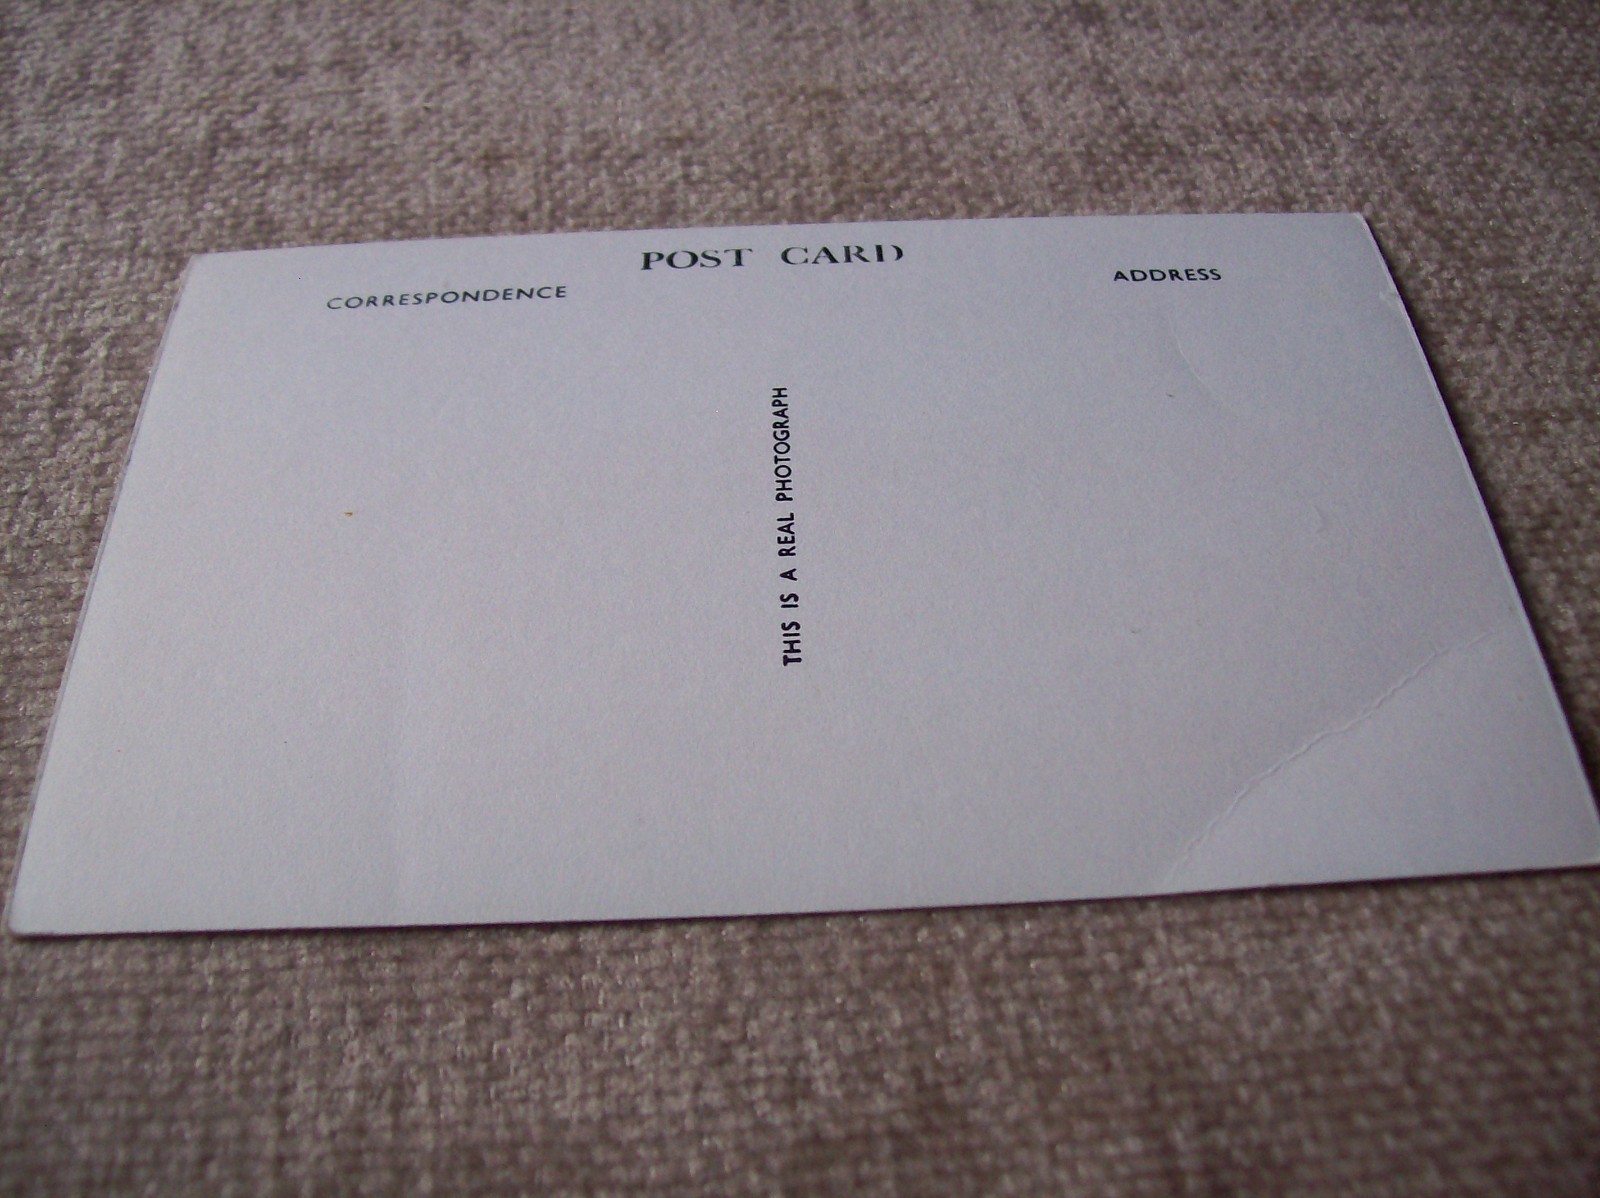 POST CARD
CORRESPONDENCE
ADDRESS
THIS IS A REAL PHOTOGRAPH